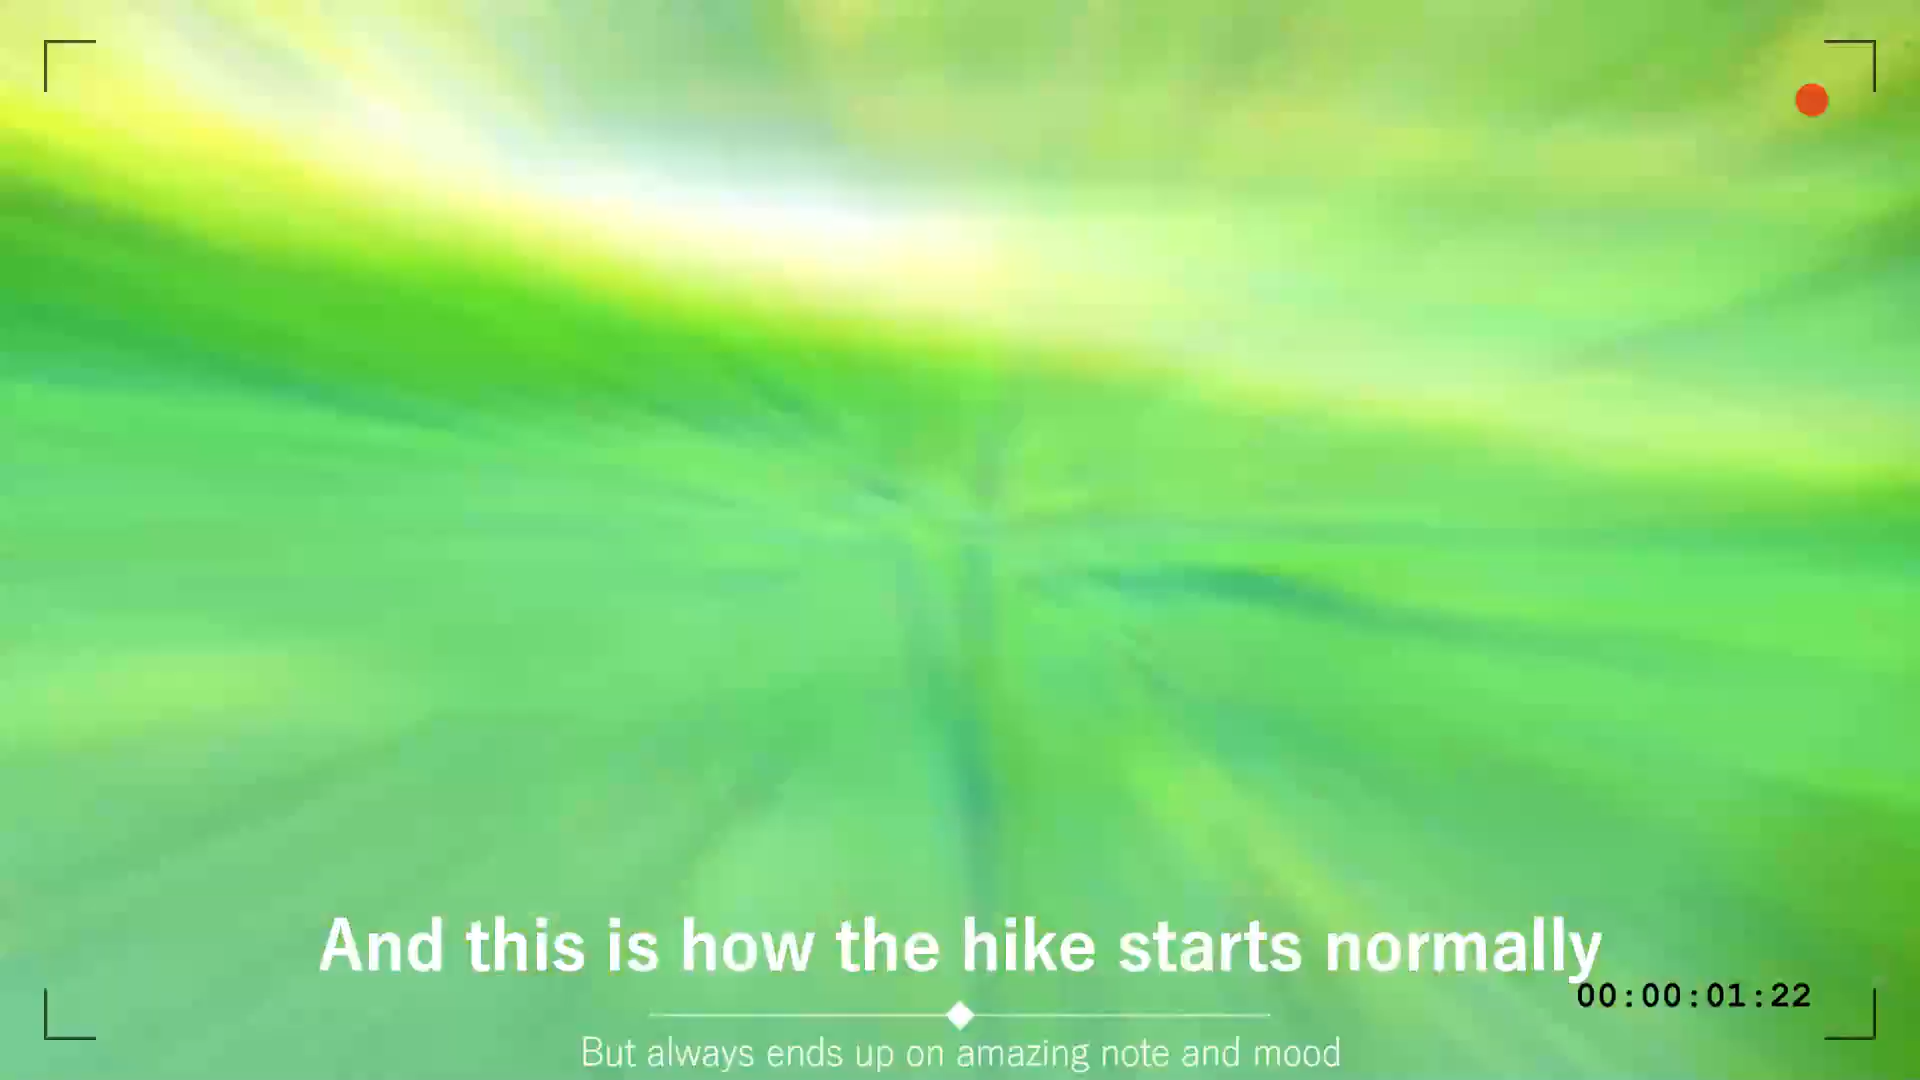 And this is how the hike starts normally
00:00:01:22
But always ends up on amazing note and mood